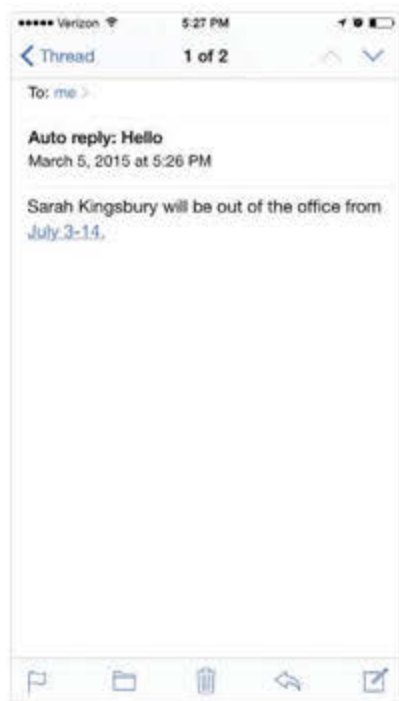 Verizon 5:27 PM
Thread 1 of 2
To: me
Auto reply: Hello
March 5, 2015 at 5:26 PM
Sarah Kingsbury will be out of the office from
July 3-14.